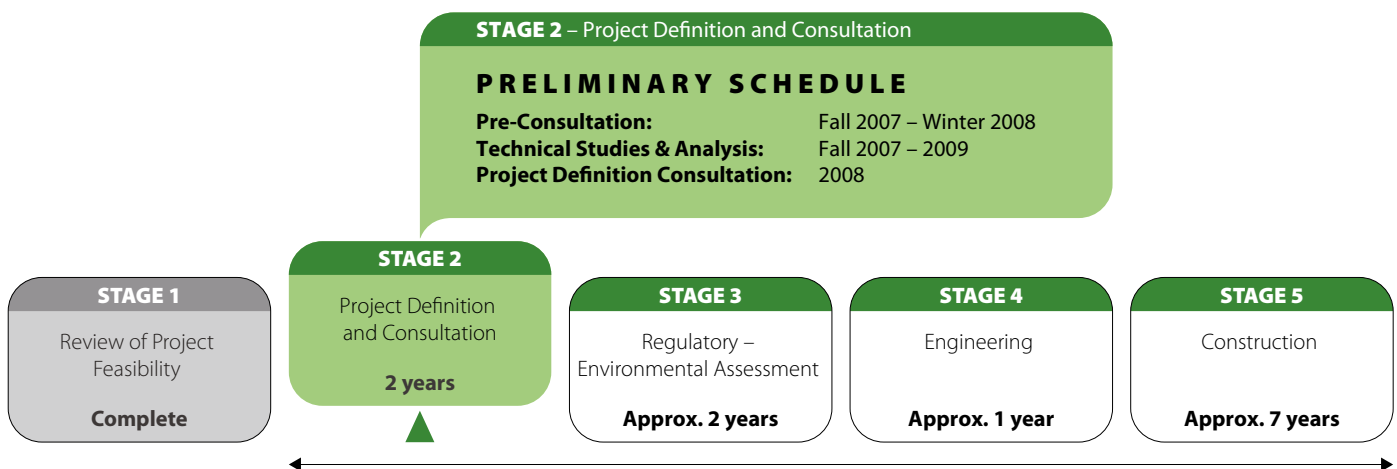 STAGE 2 – Project Definition and Consultation
PRELIMINARY SCHEDULE
Pre-Consultation: Fall 2007 – Winter 2008
Technical Studies & Analysis: Fall 2007 – 2009
Project Definition Consultation: 2008
STAGE 1
Review of Project
Feasibility
Complete
STAGE 2
Project Definition
and Consultation
2 years
STAGE 3
Regulatory –
Environmental Assessment
Approx. 2 years
STAGE 4
Engineering
Approx. 1 year
STAGE 5
Construction
Approx. 7 years